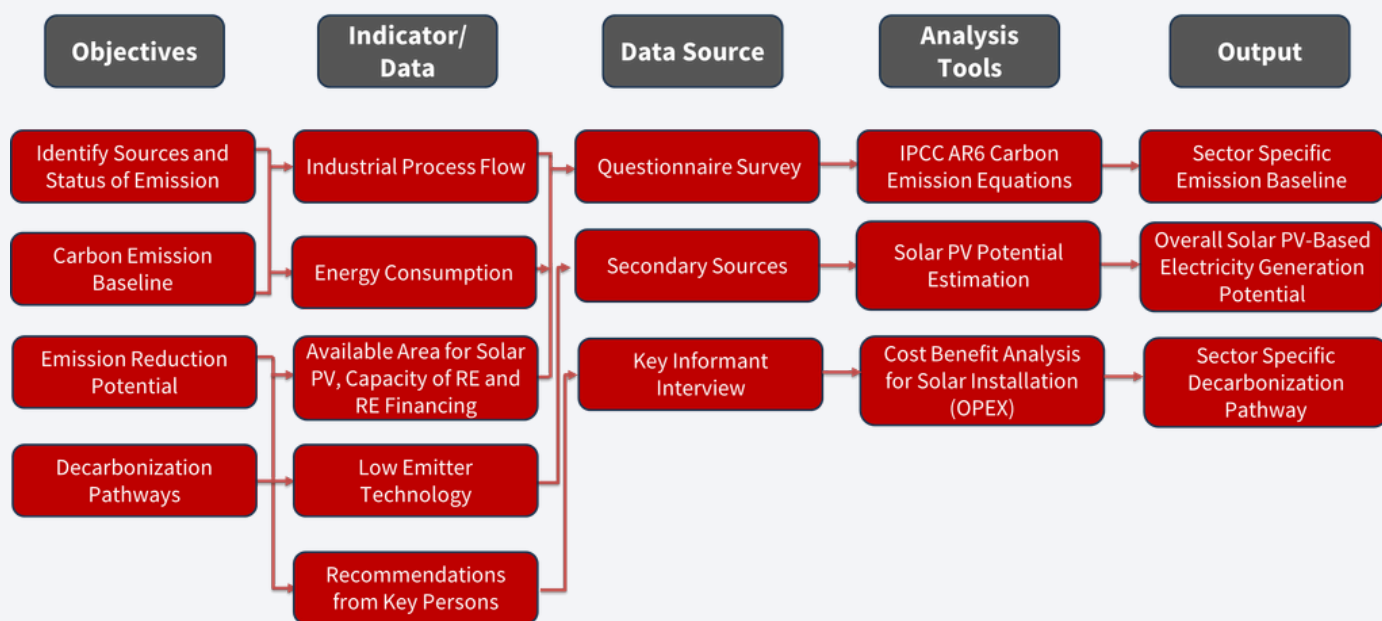 Objectives
Indicator/
Data
Data Source
Analysis
Tools
Output
Identify Sources and
Status of Emission
Industrial Process Flow
Questionnaire Survey
IPCC AR6 Carbon
Emission Equations
Sector Specific
Emission Baseline
Carbon Emission
Baseline
Energy Consumption
Secondary Sources
Solar PV Potential
Estimation
Overall Solar PV-Based
Electricity Generation
Potential
Emission Reduction
Potential
Available Area for Solar
PV, Capacity of RE and
RE Financing
Key Informant
Interview
Cost Benefit Analysis
for Solar Installation
(OPEX)
Sector Specific
Decarbonization
Pathway
Decarbonization
Pathways
Low Emitter
Technology
Recommendations
from Key Persons